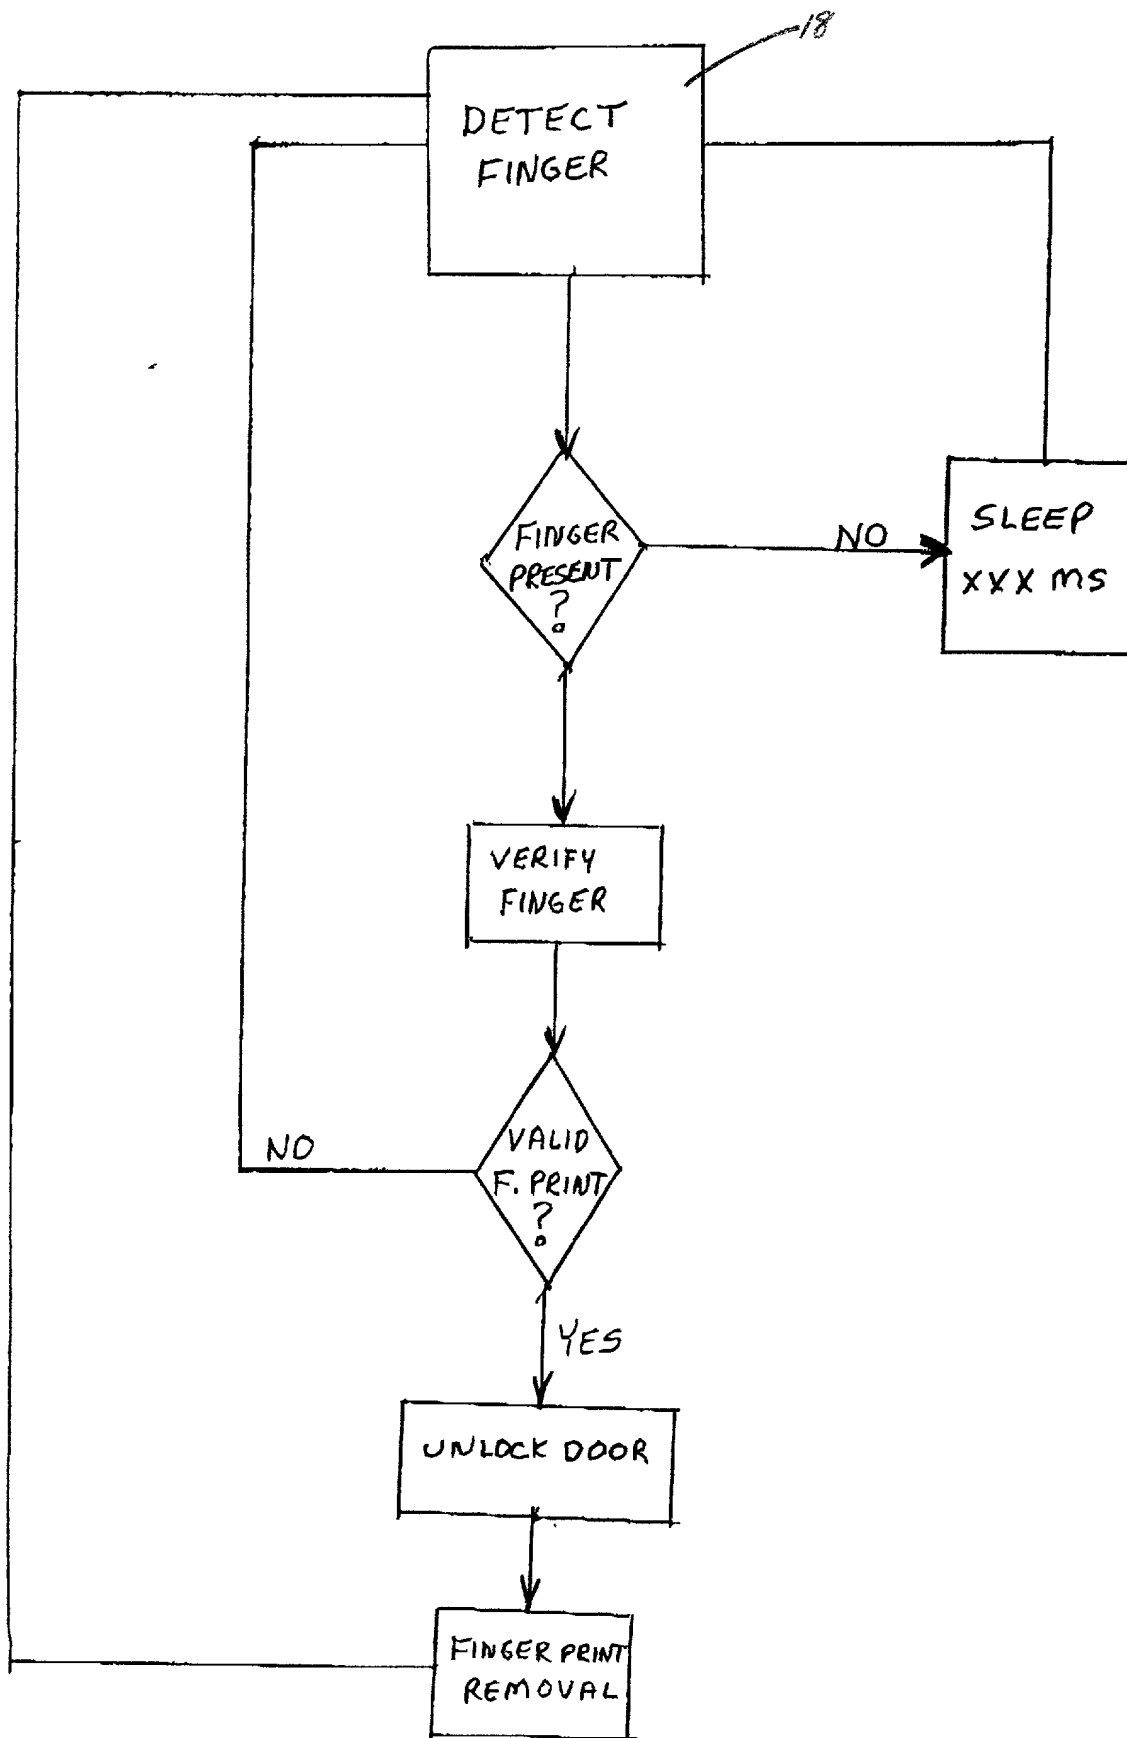 18
DETECT
FINGER
FINGER
PRESENT
?
NO
SLEEP
XXX MS
VERIFY
FINGER
VALID
F. PRINT
?
NO
YES
UNLOCK DOOR
FINGER PRINT
REMOVAL